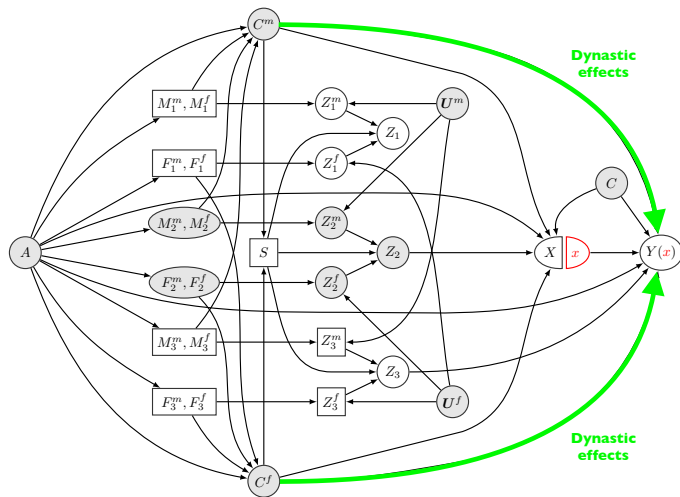 C^m
Dynastic
effects
M_1^m, M_1^f
Z_1^m
U^m
Z_1
F_1^m, F_1^f
Z_1^f
C
M_2^m, M_2^f
Z_2^m
A
S
Z_2
X
x
Y(x)
F_2^m, F_2^f
Z_2^f
M_3^m, M_3^f
Z_3^m
Z_3
F_3^m, F_3^f
Z_3^f
U^f
Dynastic
effects
C^f